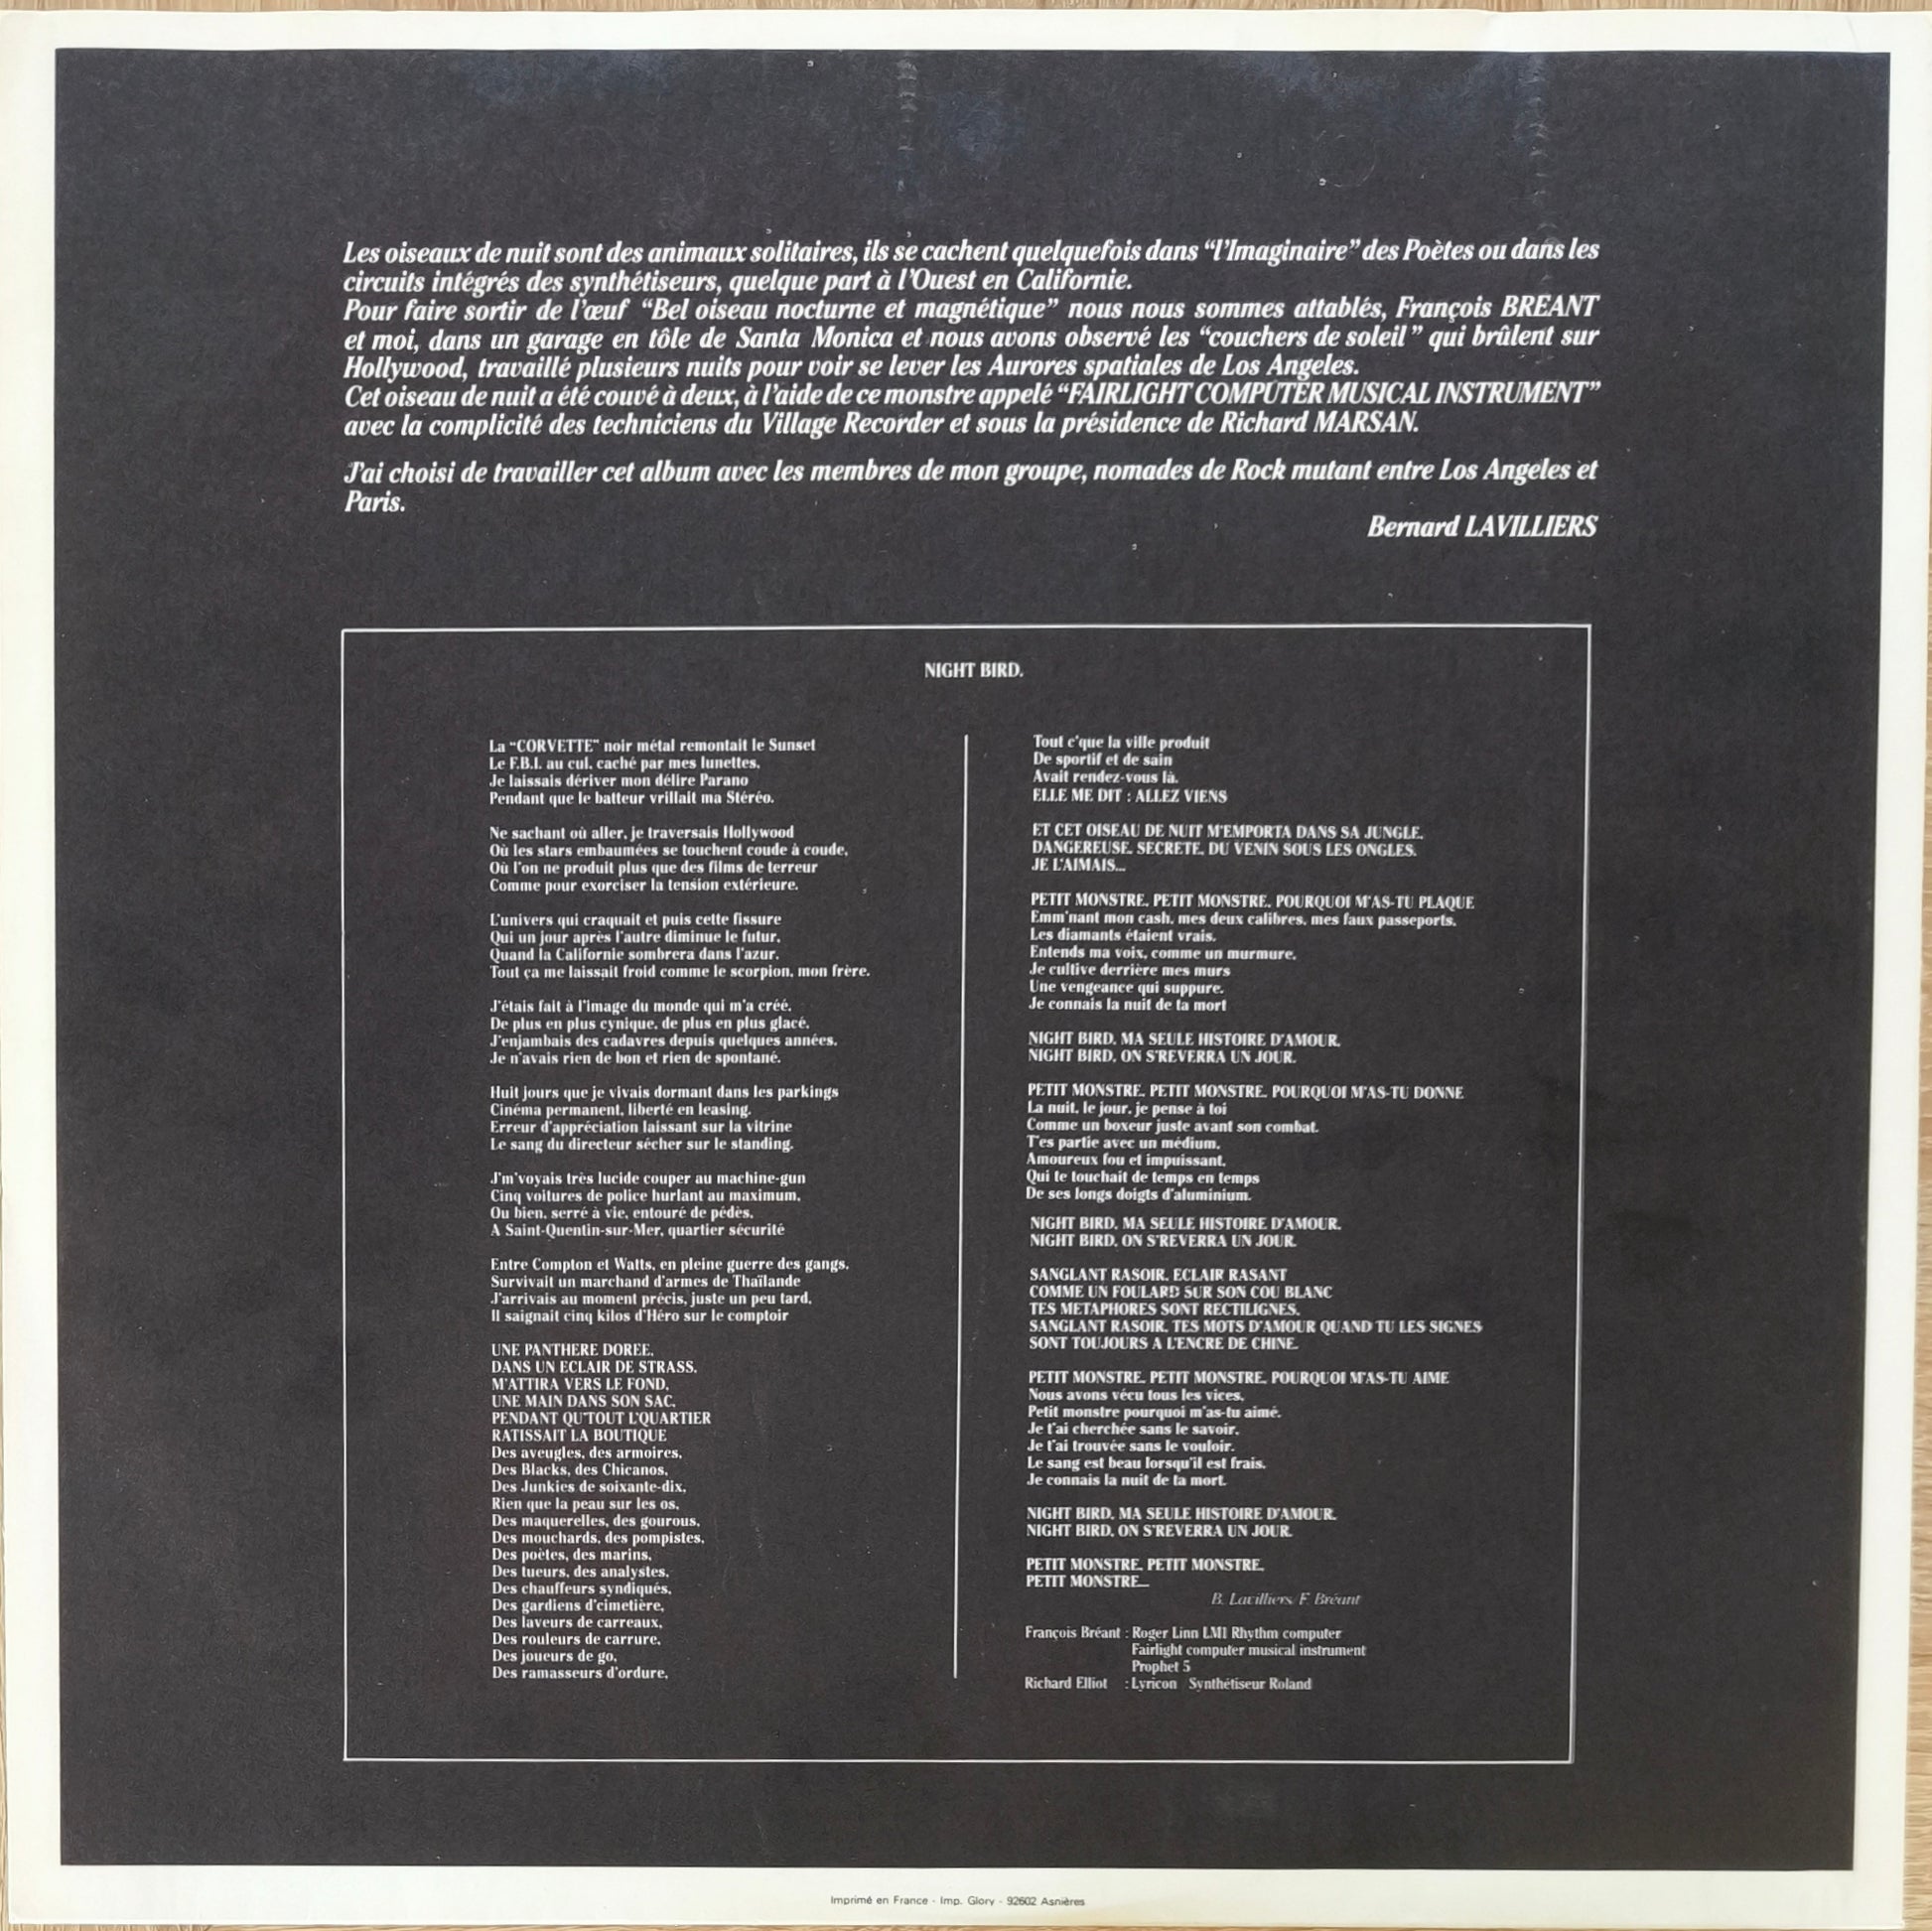 Les oiseaux de nuit sont des animaux solitaires, ils se cachent quelquefois dans “l’Imaginaire” des Poètes ou dans les
circuits intégrés des synthétiseurs, quelque part à l’Ouest en Californie.
Pour faire sortir de l’œuf “Bel oiseau nocturne et magnétique” nous nous sommes attablés, François BREANT
et moi, dans un garage en tôle de Santa Monica et nous avons observé les “couchers de soleil” qui brûlent sur
Hollywood, travaillé plusieurs nuits pour voir se lever les Aurores spatiales de Los Angeles.
Cet oiseau de nuit a été couvé à deux, à l’aide de ce monstre appelé “FAIRLIGHT COMPUTER MUSICAL INSTRUMENT”
avec la complicité des techniciens du Village Recorder et sous la présidence de Richard MARSAN.
J’ai choisi de travailler cet album avec les membres de mon groupe, nomades de Rock mutant entre Los Angeles et
Paris.
Bernard LAVILLIERS
NIGHT BIRD.
La “CORVETTE” noir métal remontait le Sunset
Le F.B.I. au cul, caché par mes lunettes,
Je laissais dériver mon délire Parano
Pendant que le batteur vrillait ma Stéréo.
Ne sachant où aller, je traversais Hollywood
Où les stars embaumées se touchent coude à coude,
Où l’on ne produit plus que des films de terreur
Comme pour exorciser la tension extérieure.
L’univers qui craquait et puis cette fissure
Qui un jour après l’autre diminue le futur,
Quand la Californie sombrera dans l’azur.
Tout ça me laissait froid comme le scorpion, mon frère.
J’étais fait à l’image du monde qui m’a créé,
De plus en plus cynique, de plus en plus glacé,
J’enjambais des cadavres depuis quelques années.
Je n’avais rien de bon et rien de spontané.
Huit jours que je vivais dormant dans les parkings
Cinéma permanent, liberté en leasing.
Erreur d’appréciation laissant sur la vitrine
Le sang du directeur sécher sur le standing.
J’m’voyais très lucide couper au machine-gun
Cinq voitures de police hurlant au maximum,
Ou bien, serré à vie, entouré de pédés,
A Saint-Quentin-sur-Mer, quartier sécurité
Entre Compton et Watts, en pleine guerre des gangs,
Survivait un marchand d’armes de Thaïlande
J’arrivais au moment précis, juste un peu tard,
Il saignait cinq kilos d’Héro sur le comptoir
UNE PANTHERE DOREE,
DANS UN ECLAIR DE STRASS,
M’ATTIRA VERS LE FOND,
UNE MAIN DANS SON SAC,
PENDANT QU’TOUT L’QUARTIER
RATISSAIT LA BOUTIQUE
Des aveugles, des armoires,
Des Blacks, des Chicanos,
Des Junkies de soixante-dix,
Rien que la peau sur les os,
Des maquerelles, des gourous,
Des mouchards, des pompistes,
Des poètes, des marins,
Des tueurs, des analystes,
Des chauffeurs syndiqués,
Des gardiens d’cimetière,
Des laveurs de carreaux,
Des rouleurs de carrure,
Des joueurs de go,
Des ramasseurs d’ordure,
Tout c’que la ville produit
De sportif et de sain
Avait rendez-vous là.
ELLE ME DIT : ALLEZ VIENS
ET CET OISEAU DE NUIT M’EMPORTA DANS SA JUNGLE,
DANGEREUSE, SECRETE, DU VENIN SOUS LES ONGLES,
JE L’AIMAIS...
PETIT MONSTRE, PETIT MONSTRE, POURQUOI M’AS-TU PLAQUE
Emm’nant mon cash, mes deux calibres, mes faux passeports,
Les diamants étaient vrais.
Entends ma voix, comme un murmure,
Je cultive derrière mes murs
Une vengeance qui suppure.
Je connais la nuit de ta mort
NIGHT BIRD, MA SEULE HISTOIRE D’AMOUR,
NIGHT BIRD, ON S’REVERRA UN JOUR.
PETIT MONSTRE, PETIT MONSTRE, POURQUOI M’AS-TU DONNE
La nuit, le jour, je pense à toi
Comme un boxeur juste avant son combat.
T’es partie avec un médium,
Amoureux fou et impuissant,
Qui te touchait de temps en temps
De ses longs doigts d’aluminium.
NIGHT BIRD, MA SEULE HISTOIRE D’AMOUR,
NIGHT BIRD, ON S’REVERRA UN JOUR.
SANGLANT RASOIR, ECLAIR RASANT
COMME UN FOULARD SUR SON COU BLANC
TES METAPHORES SONT RECTILIGNES,
SANGLANT RASOIR, TES MOTS D’AMOUR QUAND TU LES SIGNES
SONT TOUJOURS A L’ENCRE DE CHINE.
PETIT MONSTRE, PETIT MONSTRE, POURQUOI M’AS-TU AIME
Nous avons vécu tous les vices,
Petit monstre pourquoi m’as-tu aimé.
Je t’ai cherchée sans le savoir,
Je t’ai trouvée sans le vouloir.
Le sang est beau lorsqu’il est frais.
Je connais la nuit de ta mort.
NIGHT BIRD, MA SEULE HISTOIRE D’AMOUR,
NIGHT BIRD, ON S’REVERRA UN JOUR.
PETIT MONSTRE, PETIT MONSTRE,
PETIT MONSTRE...
B. Lavilliers/F. Bréant
François Bréant : Roger Linn LM1 Rhythm computer
Fairlight computer musical instrument
Prophet 5
Richard Elliot : Lyricon Synthétiseur Roland
Imprimé en France - Imp. Glory - 92602 Asnières